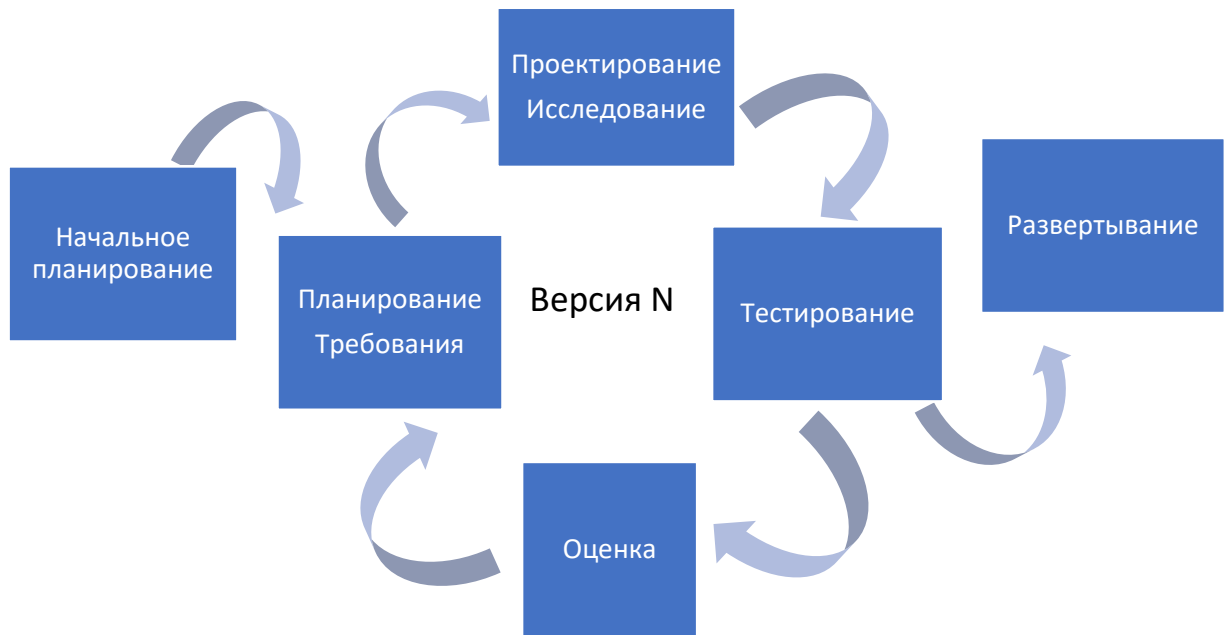 Проектирование
Исследование
Начальное
планирование
Планирование
Требования
Версия N
Тестирование
Развертывание
Оценка